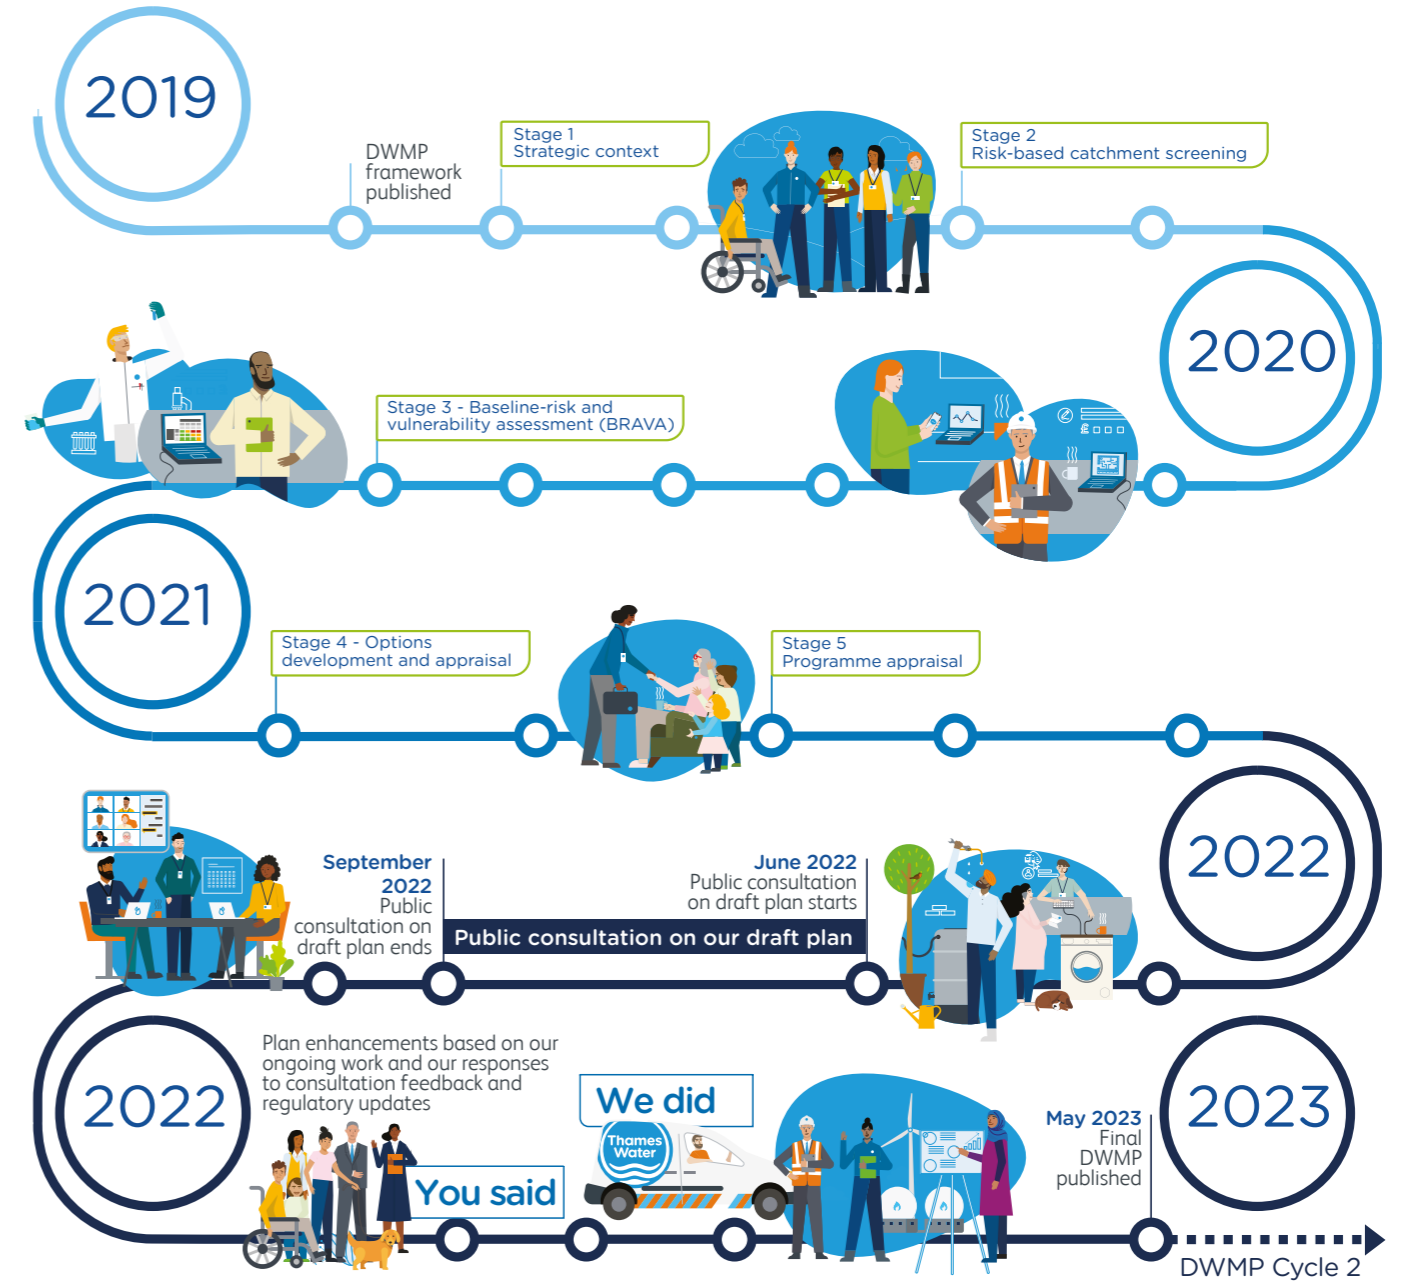 2019
DWMP
framework
published
Stage 1
Strategic context
Stage 2
Risk-based catchment screening
2020
Stage 3 - Baseline-risk and
vulnerability assessment (BRAVA)
2021
Stage 4 - Options
development and appraisal
Stage 5
Programme appraisal
2022
June 2022
Public consultation
on draft plan starts
Public consultation on our draft plan
September
2022
Public
consultation on
draft plan ends
2022
Plan enhancements based on our
ongoing work and our responses
to consultation feedback and
regulatory updates
You said
We did
Thames
Water
May 2023
Final
DWMP
published
2023
DWMP Cycle 2